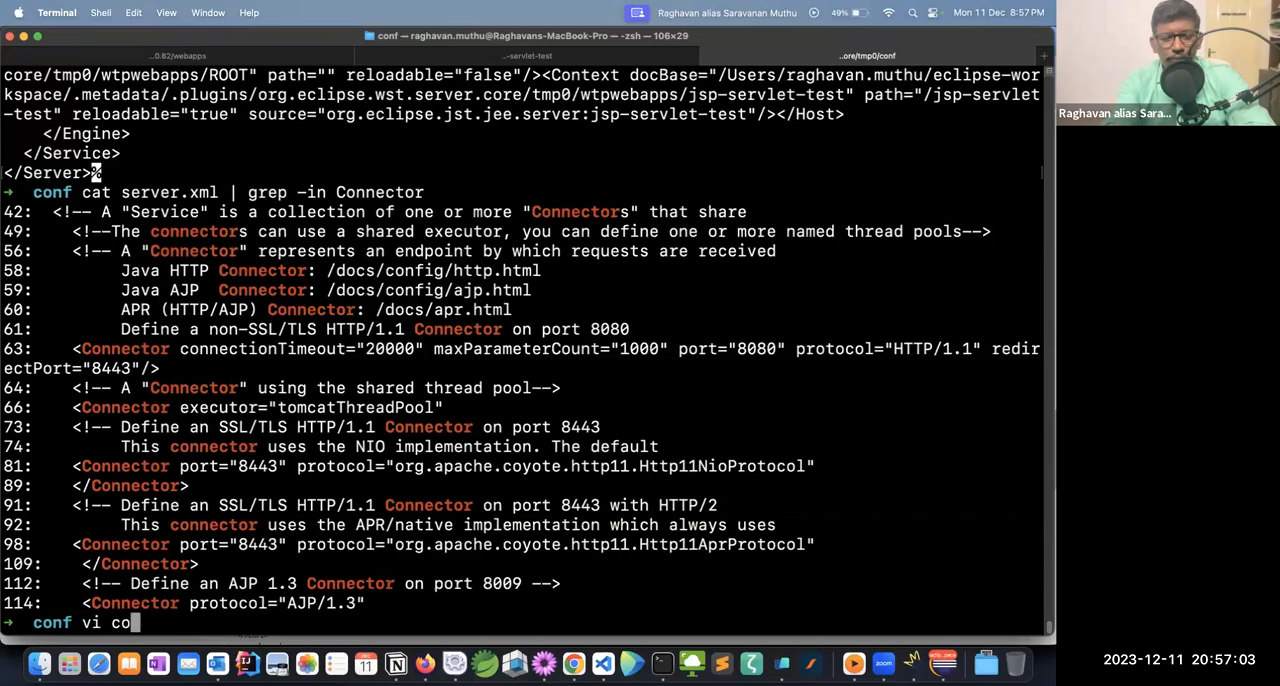 Terminal Shell Edit View Window Help Raghavan alias Saravanan Muthu 49% Mon 11 Dec 8:57 PM
conf — raghavan.muthu@Raghavans-MacBook-Pro — -zsh — 106×29
...0.82/webapps ...-servlet-test ...ore/tmp0/conf
core/tmp0/wtpwebapps/ROOT" path="" reloadable="false"/><Context docBase="/Users/raghavan.muthu/eclipse-wor
kspace/.metadata/.plugins/org.eclipse.wst.server.core/tmp0/wtpwebapps/jsp-servlet-test" path="/jsp-servlet
-test" reloadable="true" source="org.eclipse.jst.jee.server:jsp-servlet-test"/></Host>
</Engine>
</Service>
</Server>%
→ conf cat server.xml | grep -in Connector
42: <!-- A "Service" is a collection of one or more "Connectors" that share
49: <!--The connectors can use a shared executor, you can define one or more named thread pools-->
56: <!-- A "Connector" represents an endpoint by which requests are received
58: Java HTTP Connector: /docs/config/http.html
59: Java AJP Connector: /docs/config/ajp.html
60: APR (HTTP/AJP) Connector: /docs/apr.html
61: Define a non-SSL/TLS HTTP/1.1 Connector on port 8080
63: <Connector connectionTimeout="20000" maxParameterCount="1000" port="8080" protocol="HTTP/1.1" redir
ectPort="8443"/>
64: <!-- A "Connector" using the shared thread pool-->
66: <Connector executor="tomcatThreadPool"
73: <!-- Define an SSL/TLS HTTP/1.1 Connector on port 8443
74: This connector uses the NIO implementation. The default
81: <Connector port="8443" protocol="org.apache.coyote.http11.Http11NioProtocol"
89: </Connector>
91: <!-- Define an SSL/TLS HTTP/1.1 Connector on port 8443 with HTTP/2
92: This connector uses the APR/native implementation which always uses
98: <Connector port="8443" protocol="org.apache.coyote.http11.Http11AprProtocol"
109: </Connector>
112: <!-- Define an AJP 1.3 Connector on port 8009 -->
114: <Connector protocol="AJP/1.3"
→ conf vi co
Raghavan alias Sara...
DEC
11
zoom
2023-12-11 20:57:03